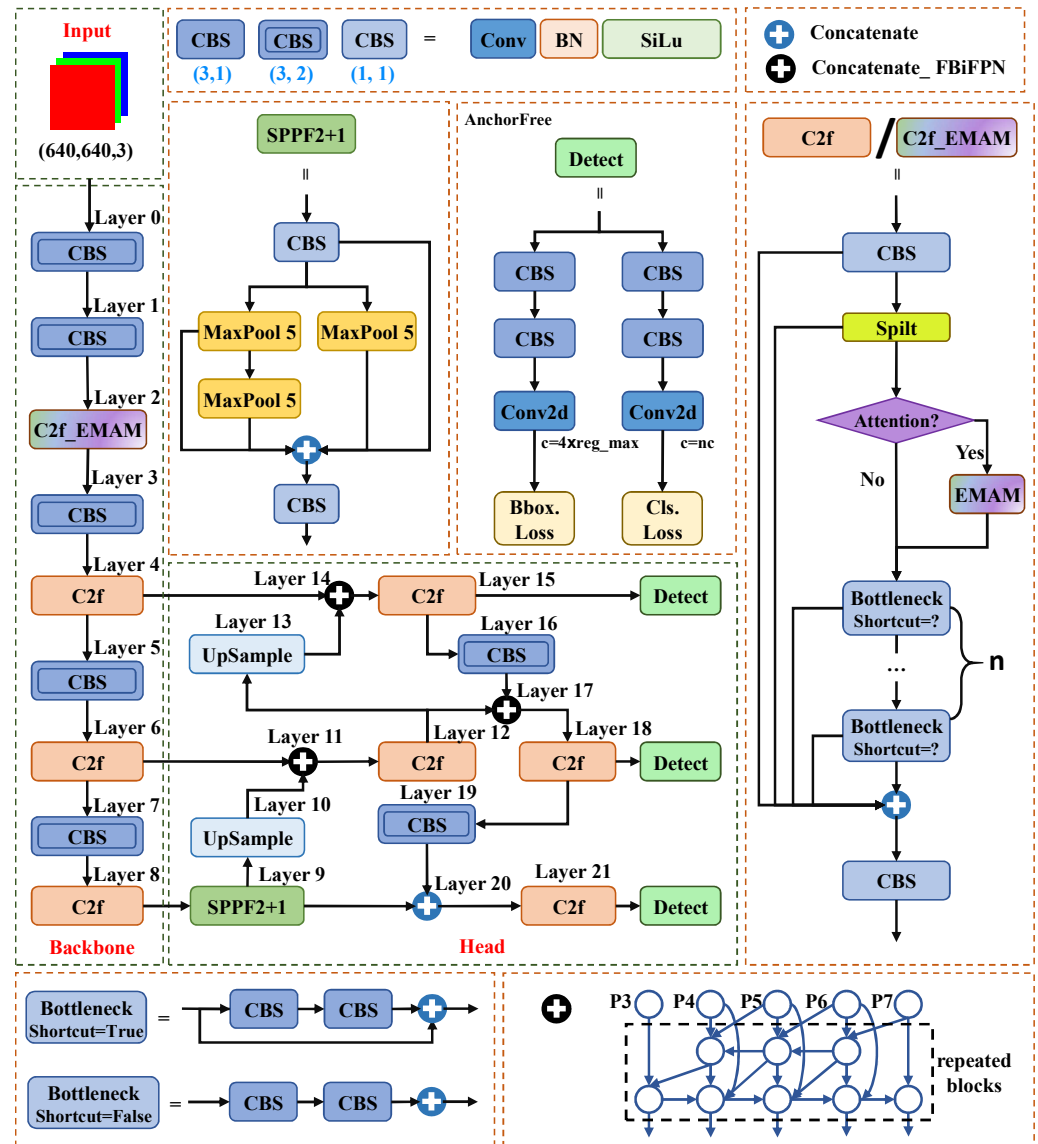 Input
(640,640,3)
CBS
(3,1)
CBS
(3, 2)
CBS
(1, 1)
=
Conv
BN
SiLu
Concatenate
Concatenate_ FBiFPN
Layer 0
CBS
Layer 1
CBS
Layer 2
C2f_EMAM
Layer 3
CBS
Layer 4
C2f
Layer 5
CBS
Layer 6
C2f
Layer 7
CBS
Layer 8
C2f
Backbone
SPPF2+1
=
CBS
MaxPool 5
MaxPool 5
MaxPool 5
CBS
AnchorFree
Detect
=
CBS
CBS
CBS
CBS
Conv2d
Conv2d
c=4xreg_max
c=nc
Bbox.
Loss
Cls.
Loss
C2f
/
C2f_EMAM
=
CBS
Spilt
Attention?
Yes
No
EMAM
Bottleneck
Shortcut=?
...
n
Bottleneck
Shortcut=?
CBS
Layer 14
C2f
Layer 15
Detect
Layer 13
UpSample
Layer 16
CBS
Layer 17
Layer 11
Layer 12
C2f
Layer 18
C2f
Detect
Layer 10
UpSample
Layer 19
CBS
Layer 9
SPPF2+1
Layer 20
Layer 21
C2f
Detect
Head
Bottleneck
Shortcut=True
=
CBS
CBS
Bottleneck
Shortcut=False
=
CBS
CBS
P3
P4
P5
P6
P7
repeated
blocks